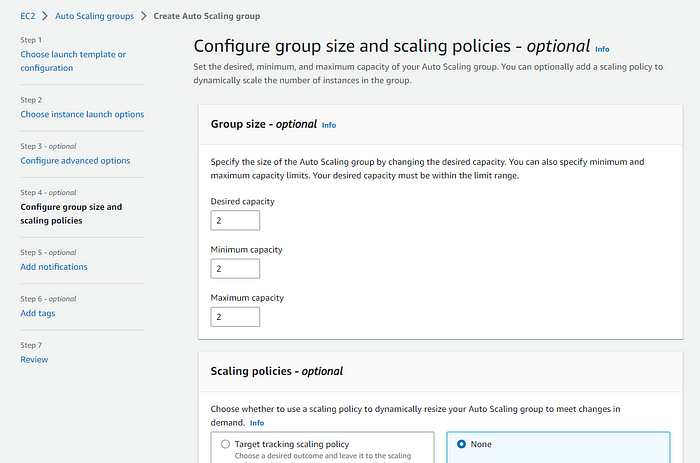 EC2 > Auto Scaling groups > Create Auto Scaling group
Step 1
Choose launch template or
configuration
Step 2
Choose instance launch options
Step 3 - optional
Configure advanced options
Step 4 - optional
Configure group size and
scaling policies
Step 5 - optional
Add notifications
Step 6 - optional
Add tags
Step 7
Review
Configure group size and scaling policies - optional Info
Set the desired, minimum, and maximum capacity of your Auto Scaling group. You can optionally add a scaling policy to
dynamically scale the number of instances in the group.
Group size - optional Info
Specify the size of the Auto Scaling group by changing the desired capacity. You can also specify minimum and
maximum capacity limits. Your desired capacity must be within the limit range.
Desired capacity
2
Minimum capacity
2
Maximum capacity
2
Scaling policies - optional
Choose whether to use a scaling policy to dynamically resize your Auto Scaling group to meet changes in
demand. Info
Target tracking scaling policy
Choose a desired outcome and leave it to the scaling
None